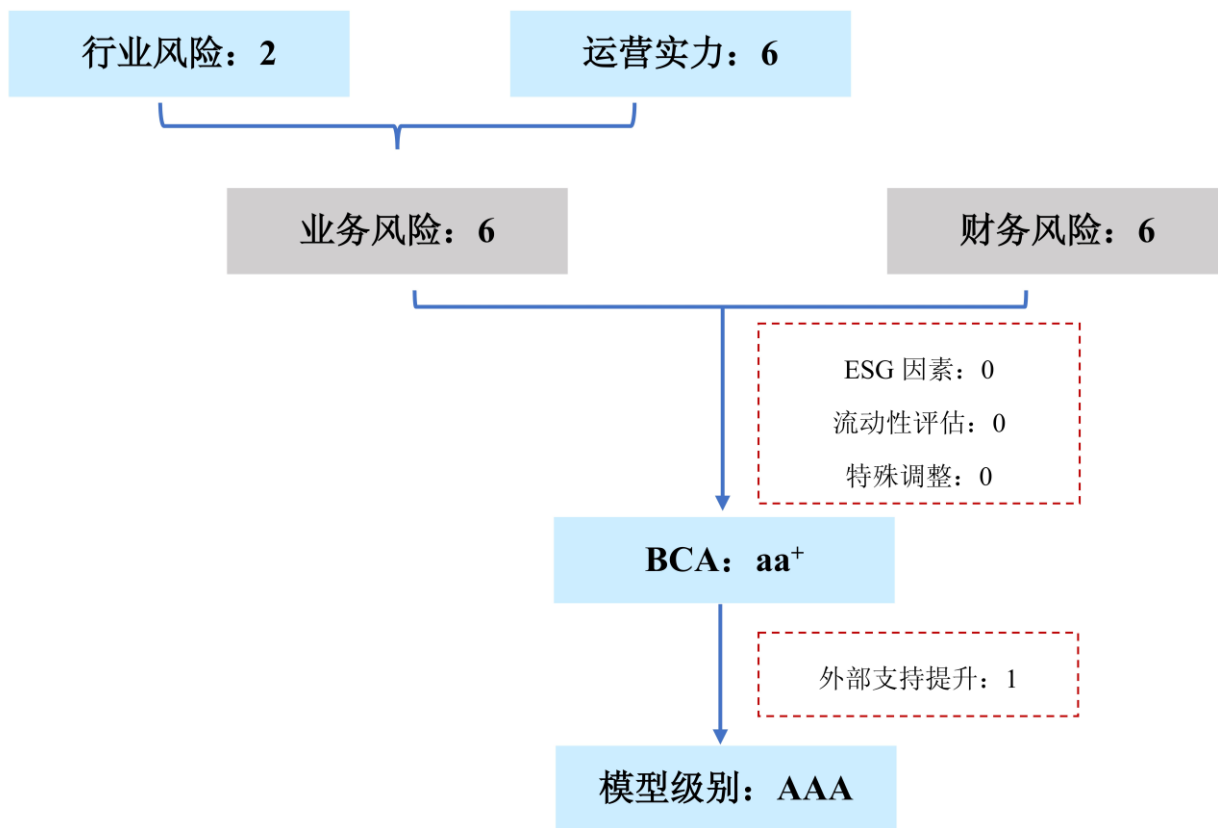 行业风险：2
运营实力：6
业务风险：6
财务风险：6
ESG 因素：0
流动性评估：0
特殊调整：0
BCA：aa⁺
外部支持提升：1
模型级别：AAA